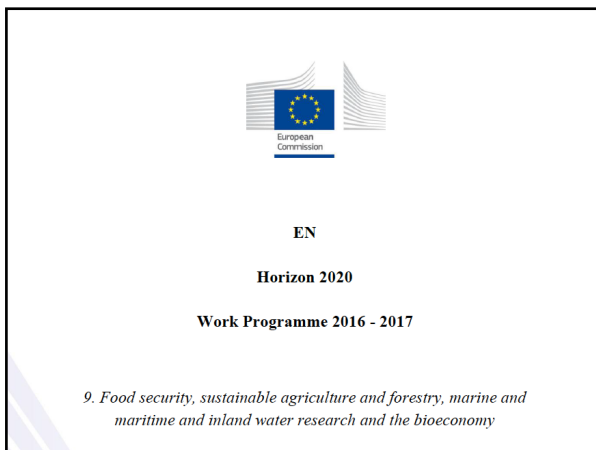 European
Commission
EN
Horizon 2020
Work Programme 2016 - 2017
9. Food security, sustainable agriculture and forestry, marine and
maritime and inland water research and the bioeconomy